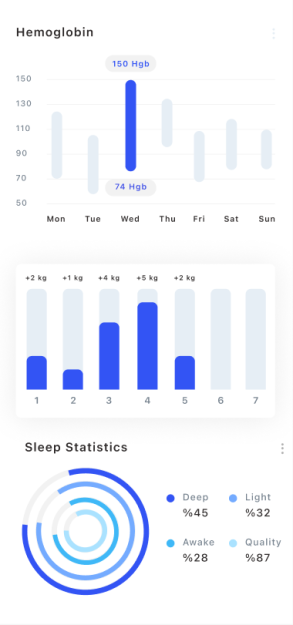 Hemoglobin
150 Hgb
150
130
110
90
70
50
74 Hgb
Mon Tue Wed Thu Fri Sat Sun
+2 kg +1 kg +4 kg +5 kg +2 kg
1 2 3 4 5 6 7
Sleep Statistics
Deep Light
%45 %32
Awake Quality
%28 %87